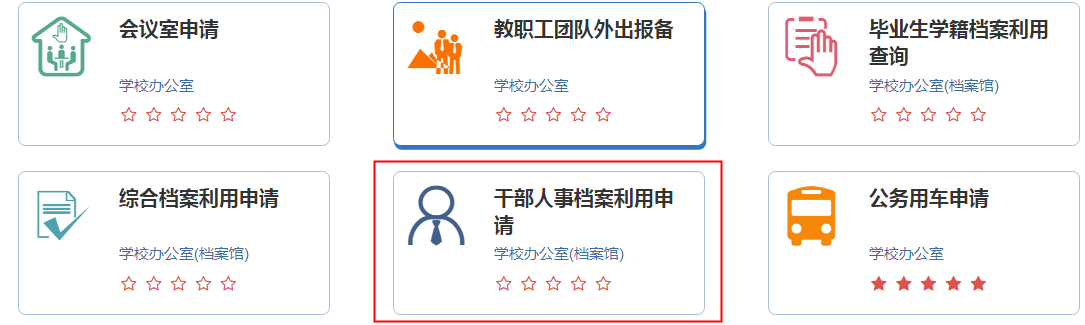 会议室申请
学校办公室
教职工团队外出报备
学校办公室
毕业生学籍档案利用
查询
学校办公室(档案馆)
综合档案利用申请
学校办公室(档案馆)
干部人事档案利用申
请
学校办公室(档案馆)
公务用车申请
学校办公室